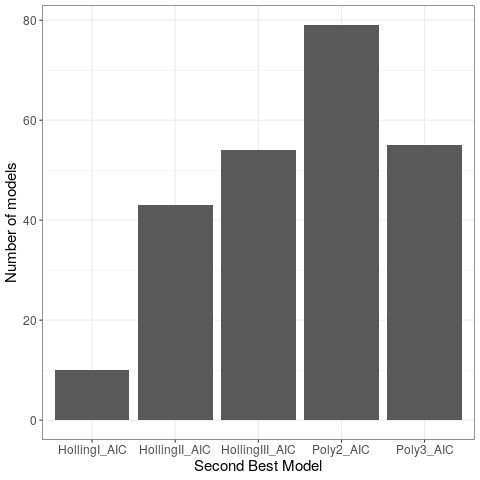 80
60
40
20
0
Number of models
HollingI_AIC HollingII_AIC HollingIII_AIC Poly2_AIC Poly3_AIC
Second Best Model